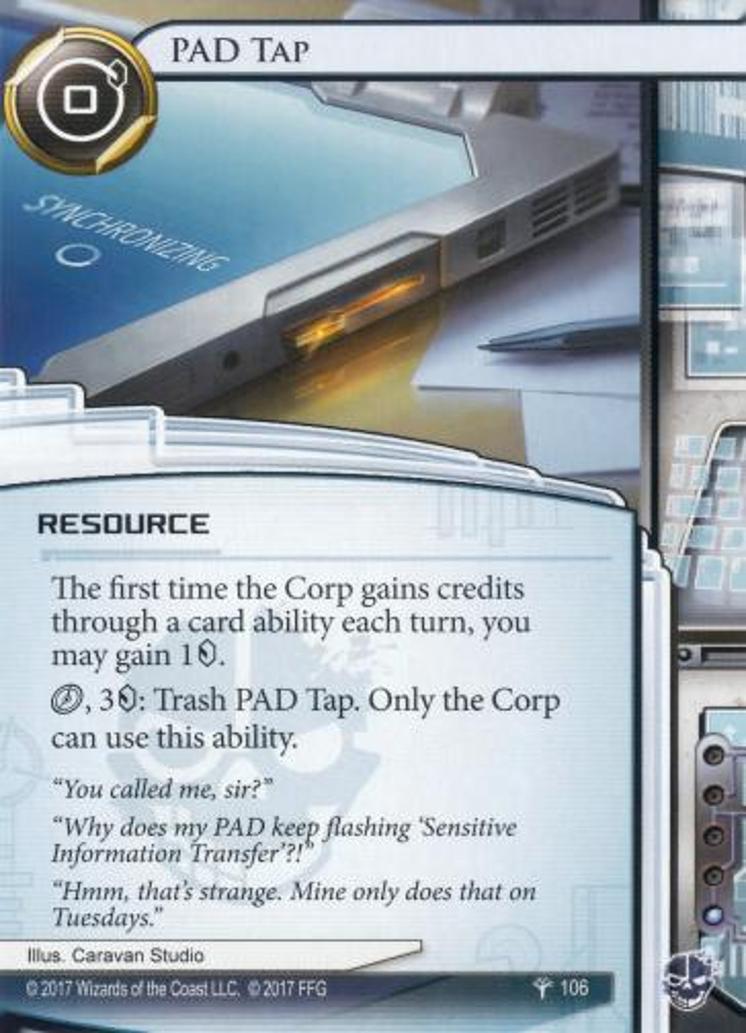 PAD Tap
SYNCHRONIZING
RESOURCE
The first time the Corp gains credits
through a card ability each turn, you
may gain 1.
, 3: Trash PAD Tap. Only the Corp
can use this ability.
“You called me, sir?”
“Why does my PAD keep flashing ‘Sensitive
Information Transfer’?!”
“Hmm, that’s strange. Mine only does that on
Tuesdays.”
Illus. Caravan Studio
© 2017 Wizards of the Coast LLC. © 2017 FFG
106